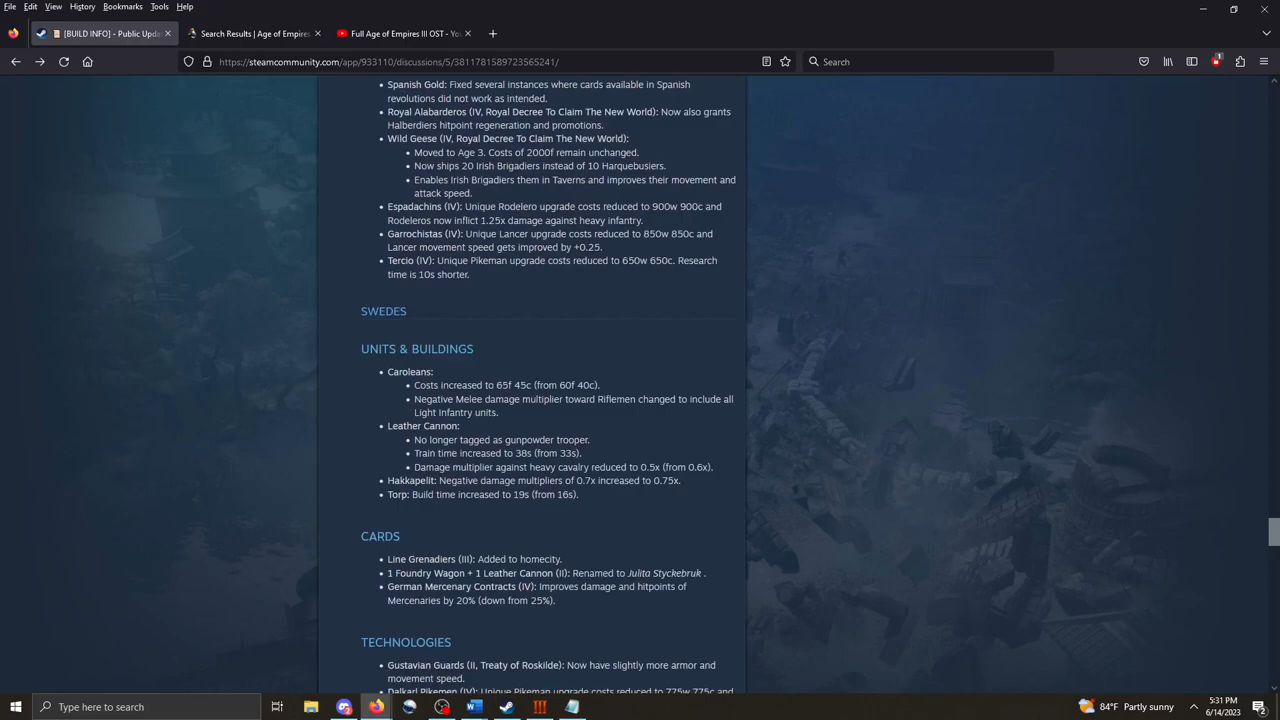 File Edit View History Bookmarks Tools Help
[BUILD INFO] - Public Upda
Search Results | Age of Empires
Full Age of Empires III OST - Yo
https://steamcommunity.com/app/933110/discussions/5/3811781589723565241/
Search
1
Spanish Gold: Fixed several instances where cards available in Spanish
revolutions did not work as intended.
Royal Alabarderos (IV, Royal Decree To Claim The New World): Now also grants
Halberdiers hitpoint regeneration and promotions.
Wild Geese (IV, Royal Decree To Claim The New World):
Moved to Age 3. Costs of 2000f remain unchanged.
Now ships 20 Irish Brigadiers instead of 10 Harquebusiers.
Enables Irish Brigadiers them in Taverns and improves their movement and
attack speed.
Espadachins (IV): Unique Rodelero upgrade costs reduced to 900w 900c and
Rodeleros now inflict 1.25x damage against heavy infantry.
Garrochistas (IV): Unique Lancer upgrade costs reduced to 850w 850c and
Lancer movement speed gets improved by +0.25.
Tercio (IV): Unique Pikeman upgrade costs reduced to 650w 650c. Research
time is 10s shorter.
SWEDES
UNITS & BUILDINGS
Caroleans:
Costs increased to 65f 45c (from 60f 40c).
Negative Melee damage multiplier toward Riflemen changed to include all
Light Infantry units.
Leather Cannon:
No longer tagged as gunpowder trooper.
Train time increased to 38s (from 33s).
Damage multiplier against heavy cavalry reduced to 0.5x (from 0.6x).
Hakkapelit: Negative damage multipliers of 0.7x increased to 0.75x.
Torp: Build time increased to 19s (from 16s).
CARDS
Line Grenadiers (III): Added to homecity.
1 Foundry Wagon + 1 Leather Cannon (II): Renamed to Julita Styckebruk .
German Mercenary Contracts (IV): Improves damage and hitpoints of
Mercenaries by 20% (down from 25%).
TECHNOLOGIES
Gustavian Guards (II, Treaty of Roskilde): Now have slightly more armor and
movement speed.
Dalkarl Pikemen (IV): Unique Pikeman upgrade costs reduced to 775w 775c and
Type here to search
84°F Partly sunny
5:31 PM
6/14/2023
2